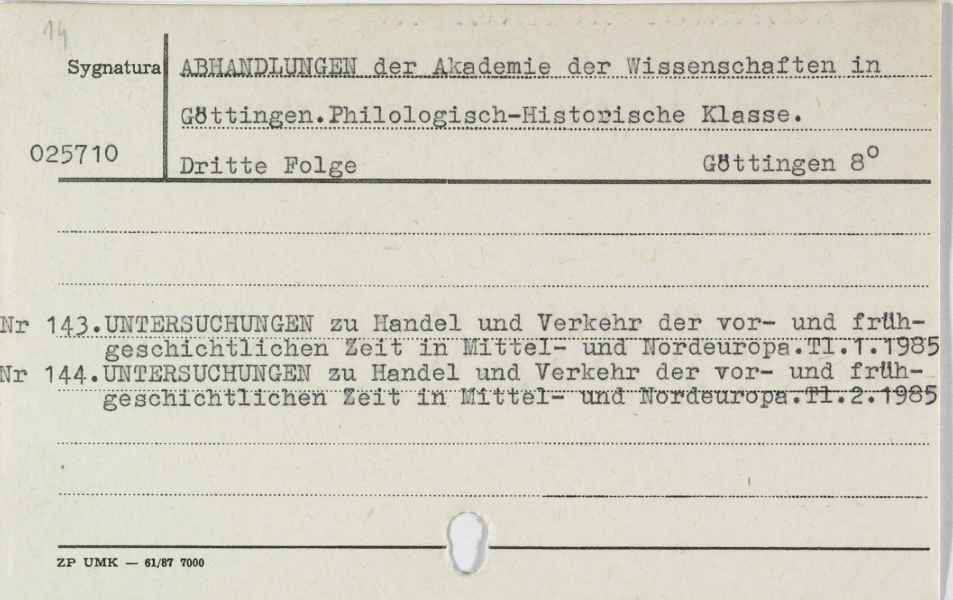 14
Sygnatura
ABHANDLUNGEN der Akademie der Wissenschaften in
Göttingen.Philologisch-Historische Klasse.
025710
Dritte Folge Göttingen 8°
Nr 143.UNTERSUCHUNGEN zu Handel und Verkehr der vor- und früh-
geschichtlichen Zeit in Mittel- und Nordeuropa.Tl.1.1985
Nr 144.UNTERSUCHUNGEN zu Handel und Verkehr der vor- und früh-
geschichtlichen Zeit in Mittel- und Nordeuropa.Tl.2.1985
ZP UMK — 61/87 7000